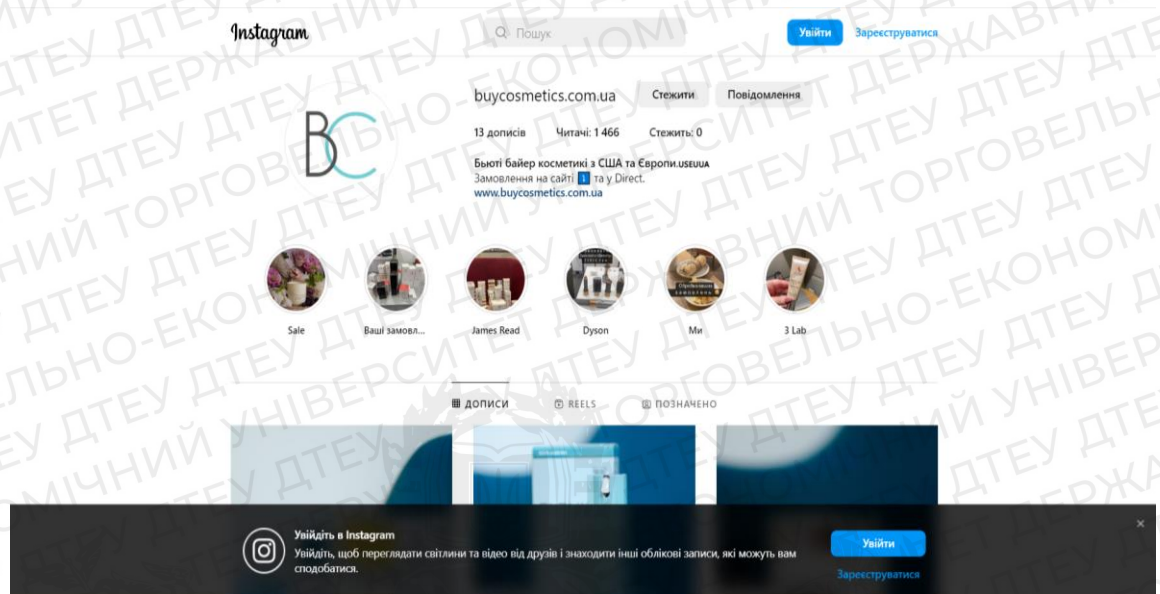 Instagram
Пошук
Увійти
Зареєструватися
BC
buycosmetics.com.ua
Стежити
Повідомлення
13 дописів Читачі: 1 466 Стежить: 0
Бьюті байер косметикі з США та Європи.USEUUA
Замовлення на сайті та у Direct.
www.buycosmetics.com.ua
Sale
Ваші замовл...
James Read
Dyson
Ми
3 Lab
ДОПИСИ
REELS
ПОЗНАЧЕНО
Увійдіть в Instagram
Увійдіть, щоб переглядати світлини та відео від друзів і знаходити інші облікові записи, які можуть вам
сподобатися.
Увійти
Зареєструватися